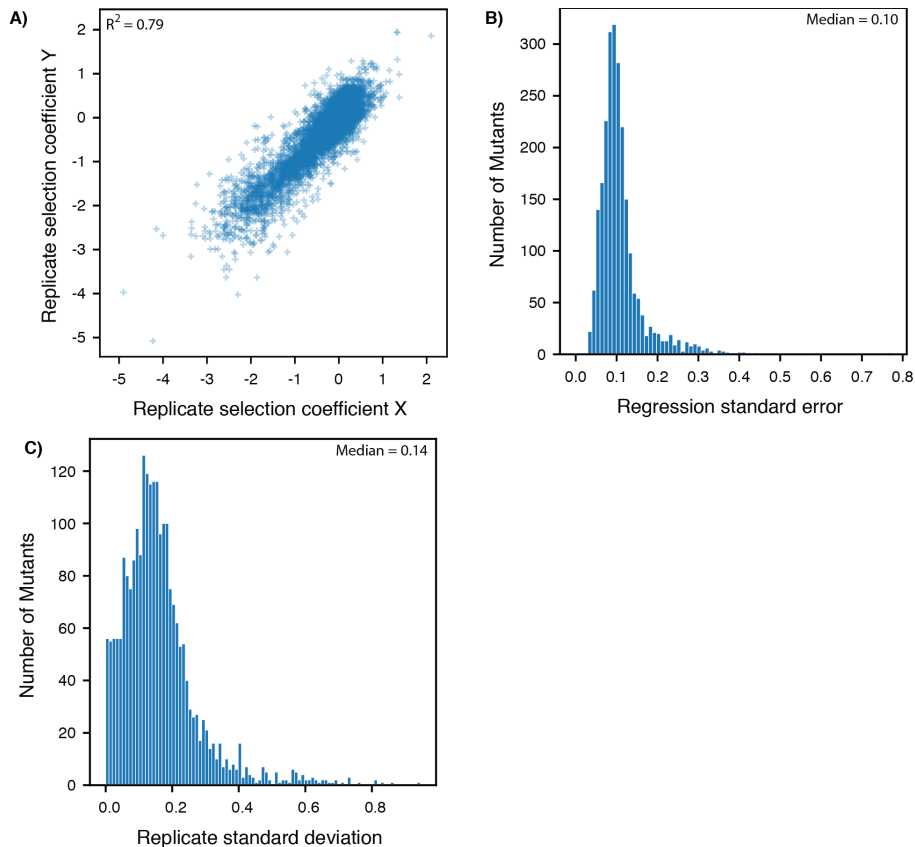 A)
R² = 0.79
2
1
0
-1
-2
-3
-4
-5
Replicate selection coefficient Y
-5 -4 -3 -2 -1 0 1 2
Replicate selection coefficient X
B)
Median = 0.10
300
250
200
150
100
50
0
Number of Mutants
0.0 0.1 0.2 0.3 0.4 0.5 0.6 0.7 0.8
Regression standard error
C)
Median = 0.14
120
100
80
60
40
20
0
Number of Mutants
0.0 0.2 0.4 0.6 0.8
Replicate standard deviation